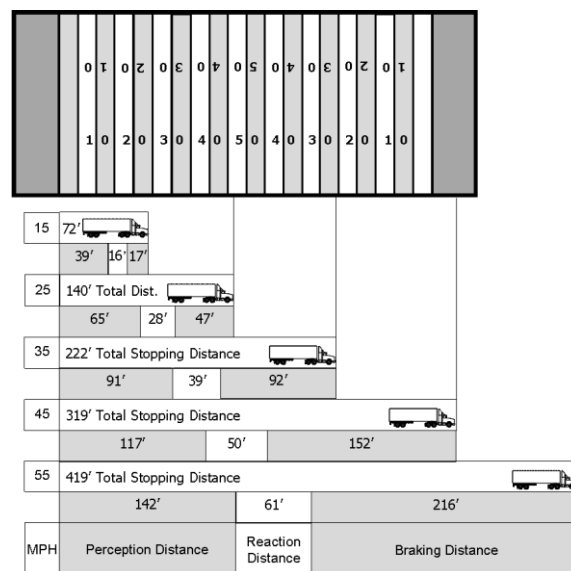 0 1 0 2 0 3 0 4 0 5 0 4 0 3 0 2 0 1
1 0 2 0 3 0 4 0 5 0 4 0 3 0 2 0 1 0
15 72'
39' 16' 17'
25 140' Total Dist.
65' 28' 47'
35 222' Total Stopping Distance
91' 39' 92'
45 319' Total Stopping Distance
117' 50' 152'
55 419' Total Stopping Distance
142' 61' 216'
MPH Perception Distance Reaction Distance Braking Distance